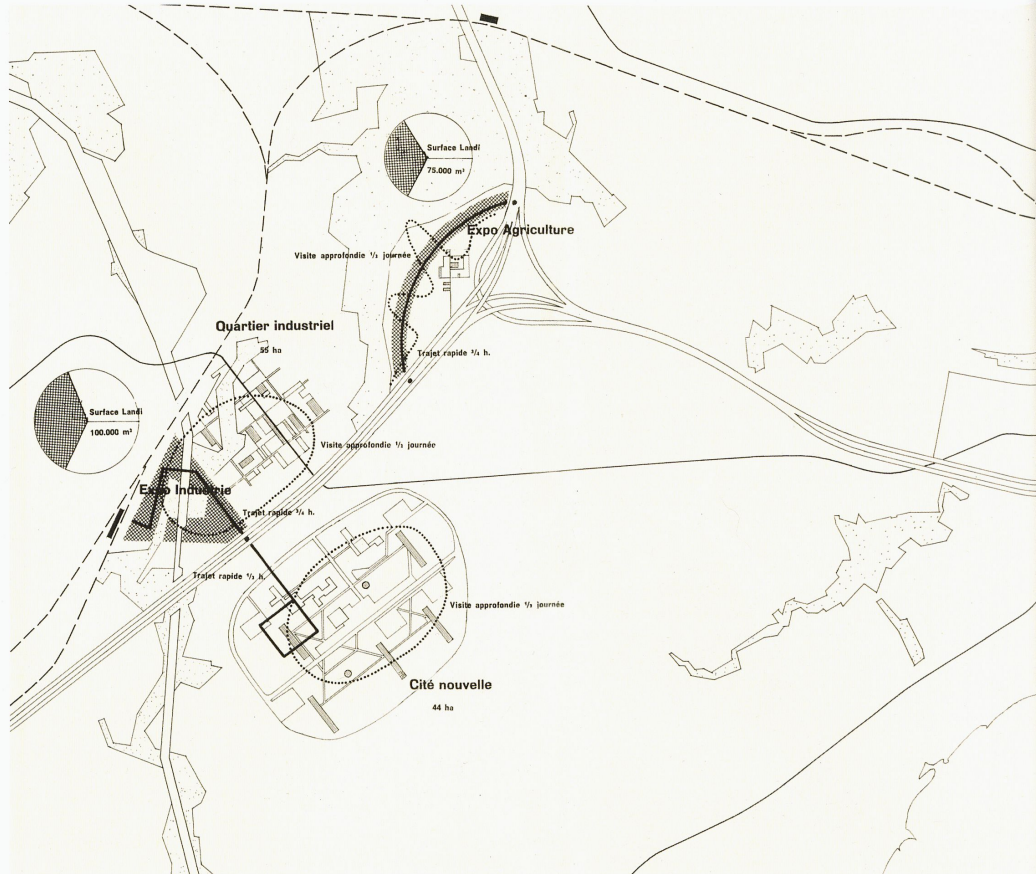 Surface Landi
75.000 m²
Expo Agriculture
Visite approfondie ½ journée
Quartier industriel
55 ha
Trajet rapide ¾ h.
Surface Landi
100.000 m²
Visite approfondie ½ journée
Expo Industrie
Trajet rapide ¾ h.
Trajet rapide ½ h.
Visite approfondie ½ journée
Cité nouvelle
44 ha